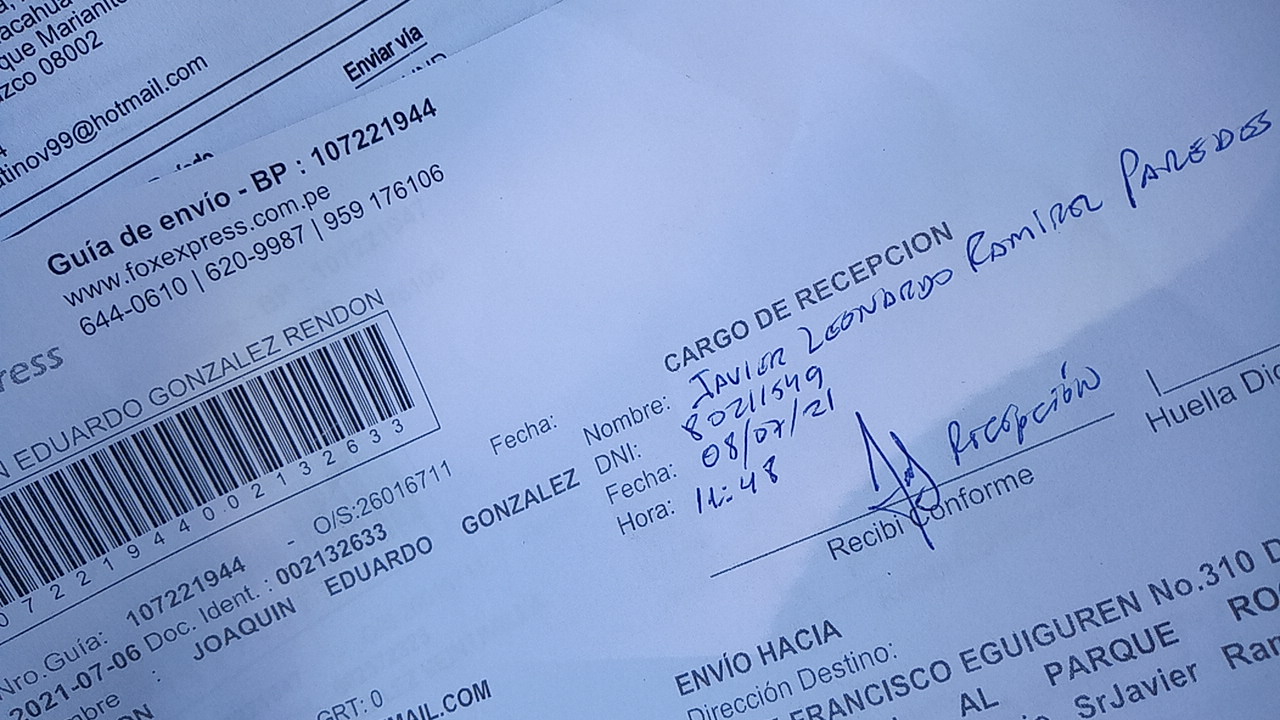 acahua
que Marianit
zco 08002
tinov99@hotmail.com
Enviar vía
Guía de envío - BP : 107221944
www.foxexpress.com.pe
644-0610 | 620-9987 | 959 176106
ress
N EDUARDO GONZALEZ RENDON
0 7 2 2 1 9 4 4 0 0 2 1 3 2 6 3 3
Nro.Guía: 107221944 - O/S:26016711
2021-07-06 Doc. Ident. : 002132633
mbre : JOAQUIN EDUARDO GONZALEZ
Fecha:
GRT: 0
MAIL.COM
CARGO DE RECEPCION
Nombre: JAVIER LEONARDO RAMIREZ PAREDES
DNI: 80211549
Fecha: 08/07/21
Hora: 11:48
Recepción
Recibi Conforme
Huella Dig
ENVÍO HACIA
Dirección Destino:
FRANCISCO EGUIGUREN No.310 D
AL PARQUE RO
SrJavier Ram